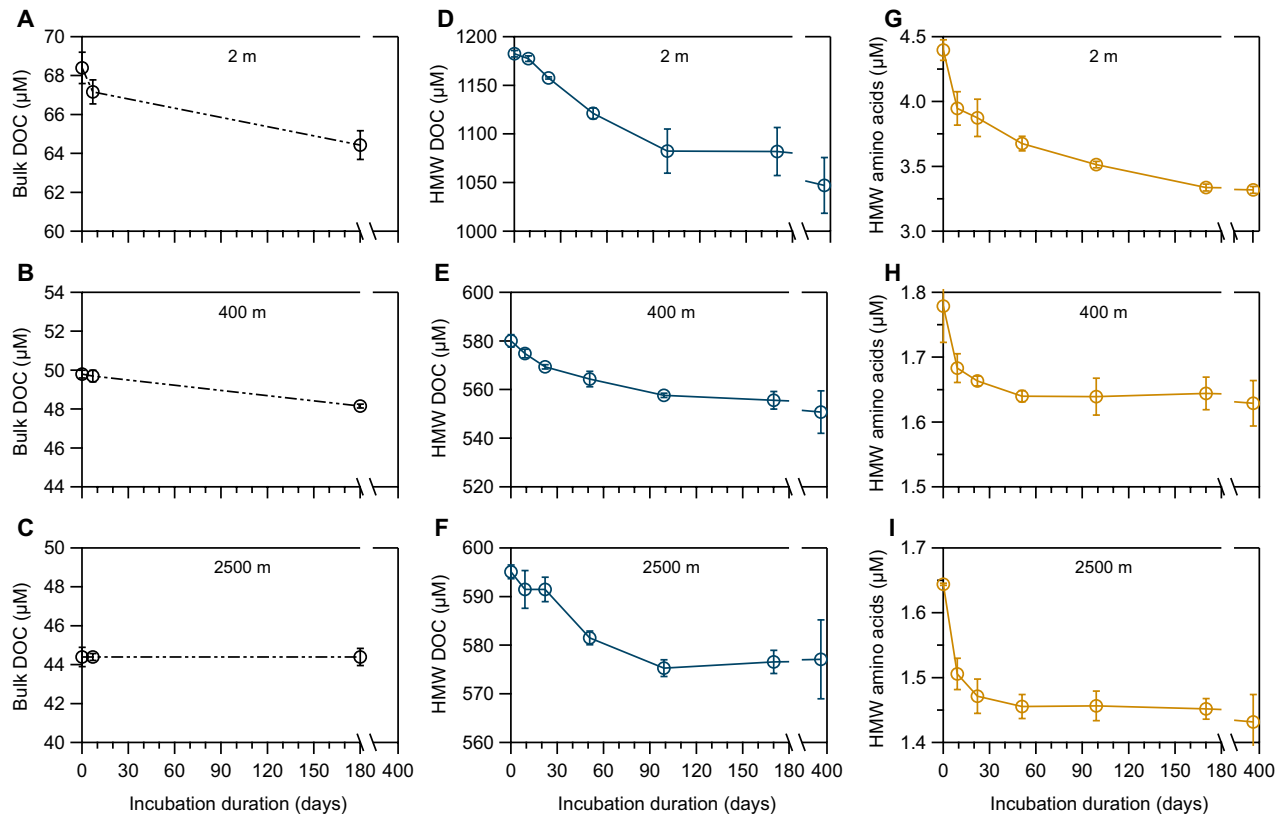 A
Bulk DOC (μM)
70
68
66
64
62
60
2 m
D
HMW DOC (μM)
1200
1150
1100
1050
1000
2 m
G
HMW amino acids (μM)
4.5
4.0
3.5
3.0
2 m
B
Bulk DOC (μM)
54
52
50
48
46
44
400 m
E
HMW DOC (μM)
600
580
560
540
520
400 m
H
HMW amino acids (μM)
1.8
1.7
1.6
1.5
400 m
C
Bulk DOC (μM)
50
48
46
44
42
40
2500 m
0 30 60 90 120 150 180 400
Incubation duration (days)
F
HMW DOC (μM)
600
590
580
570
560
2500 m
0 30 60 90 120 150 180 400
Incubation duration (days)
I
HMW amino acids (μM)
1.7
1.6
1.5
1.4
2500 m
0 30 60 90 120 150 180 400
Incubation duration (days)